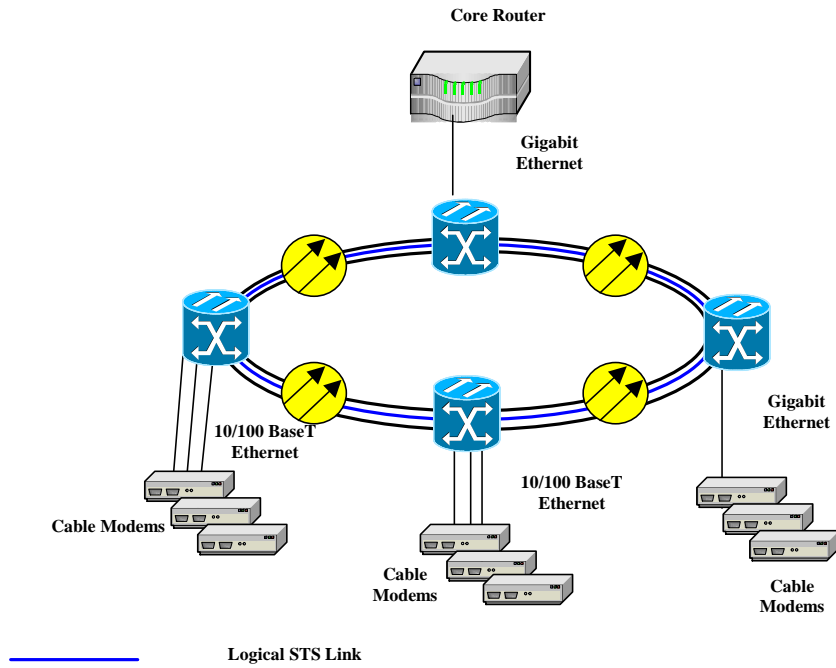 Core Router
Gigabit
Ethernet
10/100 BaseT
Ethernet
Gigabit
Ethernet
10/100 BaseT
Ethernet
Cable Modems
Cable
Modems
Cable
Modems
Logical STS Link